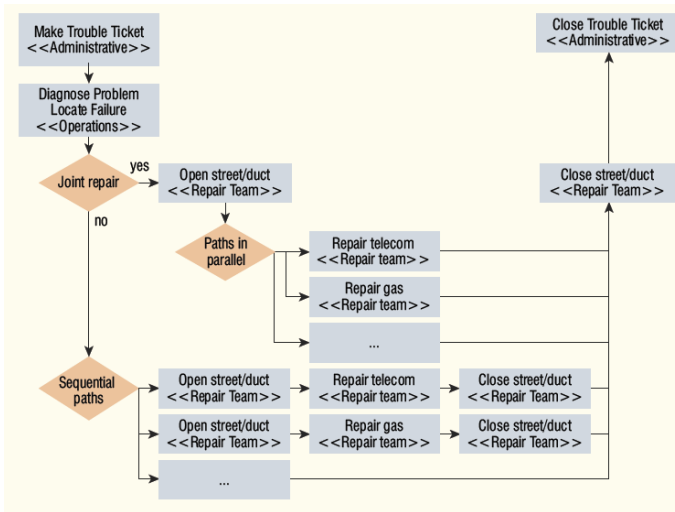 Make Trouble Ticket
<<Administrative>>
Close Trouble Ticket
<<Administrative>>
Diagnose Problem
Locate Failure
<<Operations>>
Joint repair
yes
no
Open street/duct
<<Repair Team>>
Close street/duct
<<Repair Team>>
Paths in
parallel
Repair telecom
<<Repair team>>
Repair gas
<<Repair team>>
...
Sequential
paths
Open street/duct
<<Repair Team>>
Repair telecom
<<Repair team>>
Close street/duct
<<Repair Team>>
Open street/duct
<<Repair Team>>
Repair gas
<<Repair team>>
Close street/duct
<<Repair Team>>
...